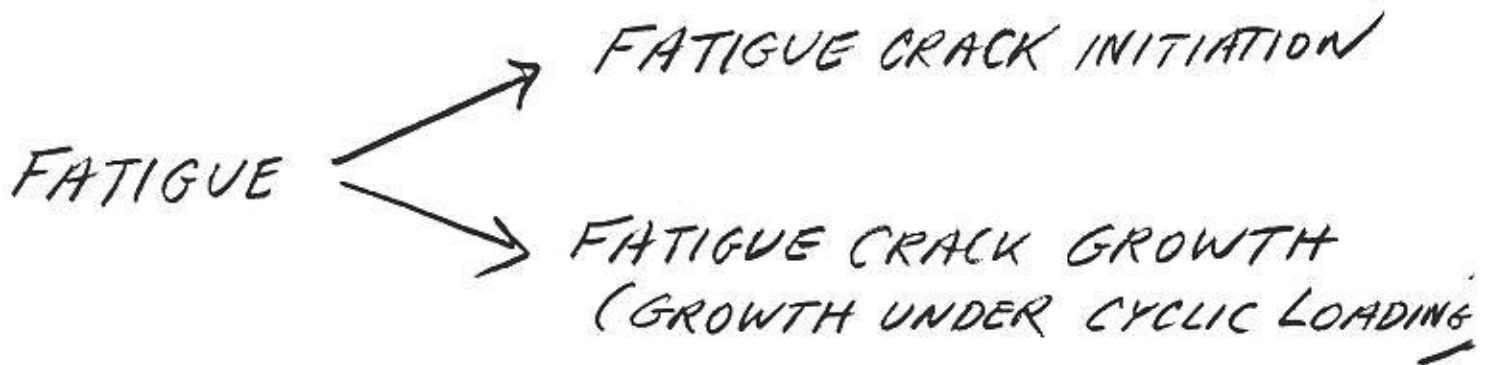 FATIGUE CRACK INITIATION
FATIGUE
FATIGUE CRACK GROWTH
(GROWTH UNDER CYCLIC LOADING